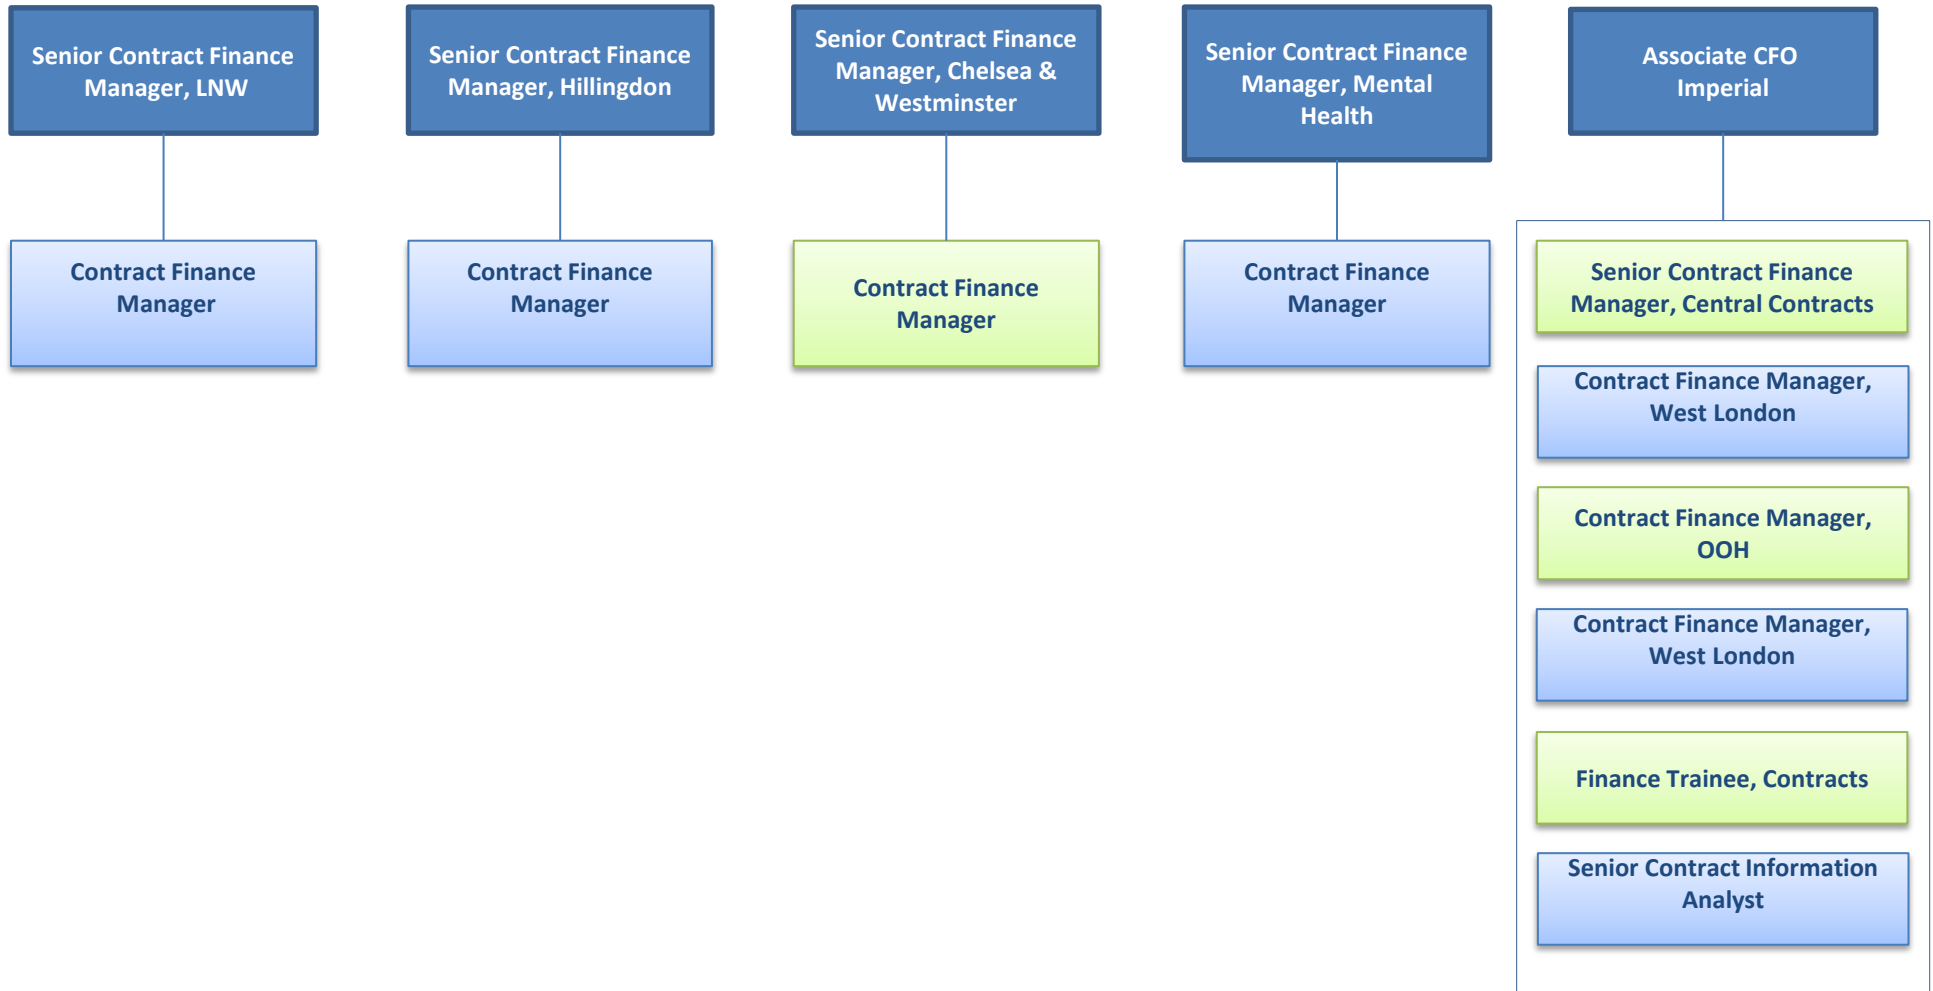 Senior Contract Finance
Manager, LNW
Senior Contract Finance
Manager, Hillingdon
Senior Contract Finance
Manager, Chelsea &
Westminster
Senior Contract Finance
Manager, Mental
Health
Associate CFO
Imperial
Contract Finance
Manager
Contract Finance
Manager
Contract Finance
Manager
Contract Finance
Manager
Senior Contract Finance
Manager, Central Contracts
Contract Finance Manager,
West London
Contract Finance Manager,
OOH
Contract Finance Manager,
West London
Finance Trainee, Contracts
Senior Contract Information
Analyst